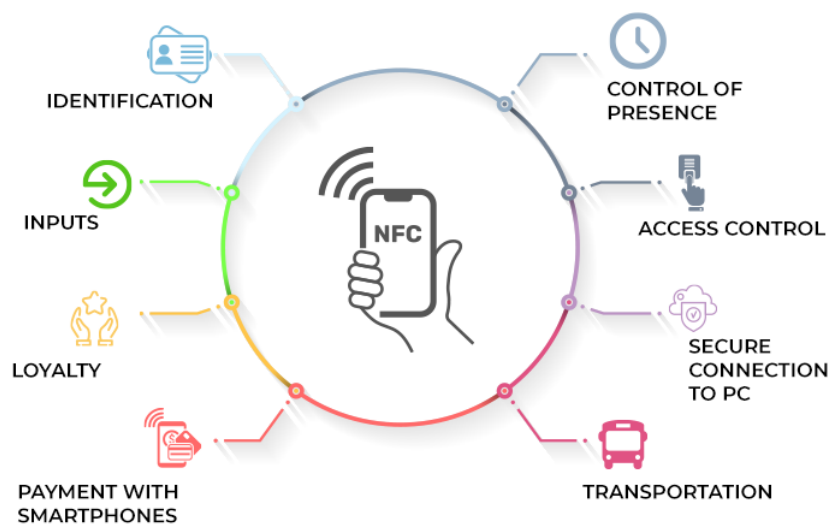 IDENTIFICATION
CONTROL OF
PRESENCE
INPUTS
ACCESS CONTROL
NFC
LOYALTY
SECURE
CONNECTION
TO PC
PAYMENT WITH
SMARTPHONES
TRANSPORTATION